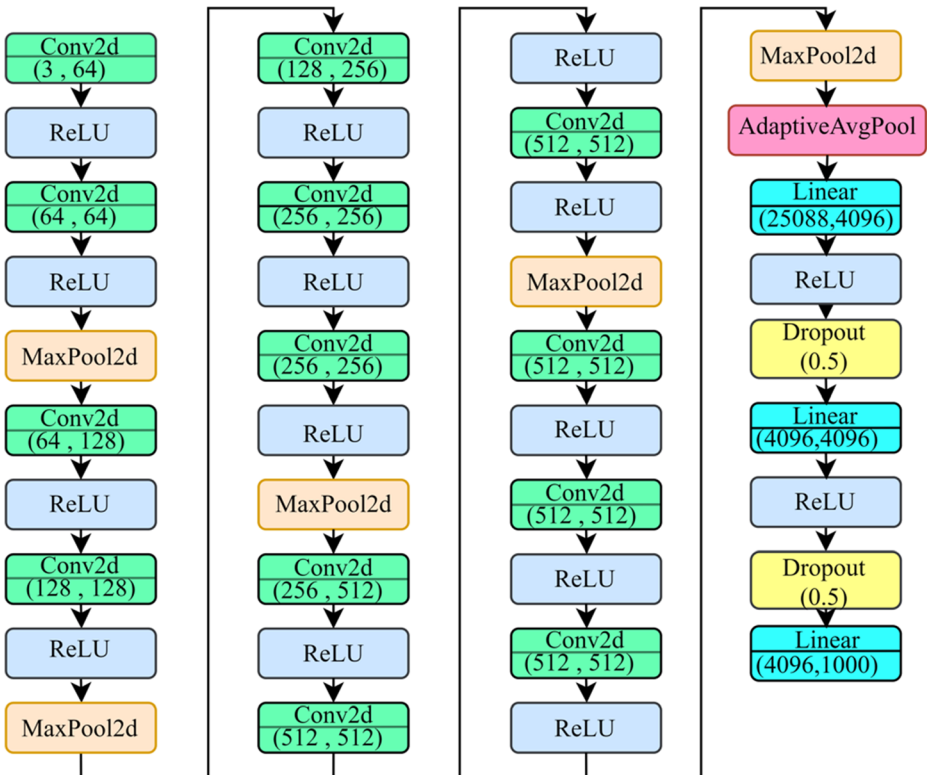 Conv2d
(3 , 64)
ReLU
Conv2d
(64 , 64)
ReLU
MaxPool2d
Conv2d
(64 , 128)
ReLU
Conv2d
(128 , 128)
ReLU
MaxPool2d
Conv2d
(128 , 256)
ReLU
Conv2d
(256 , 256)
ReLU
Conv2d
(256 , 256)
ReLU
MaxPool2d
Conv2d
(256 , 512)
ReLU
Conv2d
(512 , 512)
ReLU
Conv2d
(512 , 512)
ReLU
MaxPool2d
Conv2d
(512 , 512)
ReLU
Conv2d
(512 , 512)
ReLU
Conv2d
(512 , 512)
ReLU
MaxPool2d
AdaptiveAvgPool
Linear
(25088,4096)
ReLU
Dropout
(0.5)
Linear
(4096,4096)
ReLU
Dropout
(0.5)
Linear
(4096,1000)